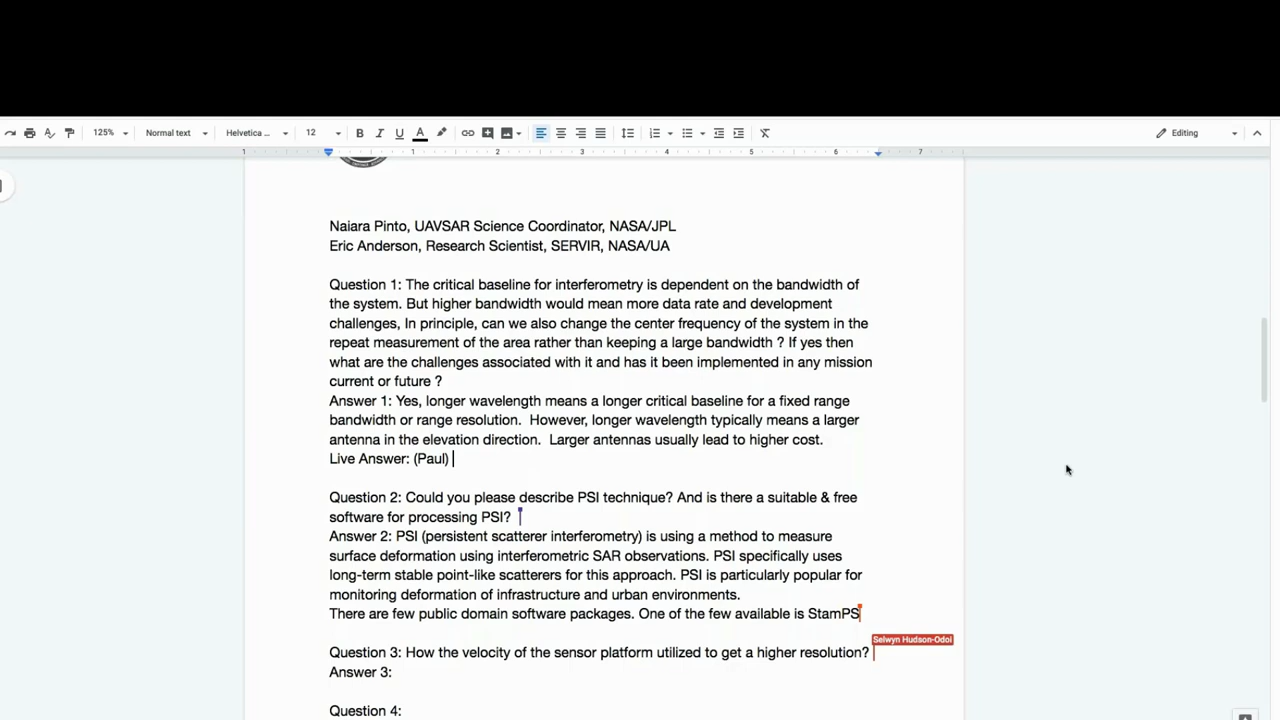 125%
Normal text
Helvetica ...
12
B
I
U
A
Editing
1
1
2
3
4
5
6
7
Naiara Pinto, UAVSAR Science Coordinator, NASA/JPL
Eric Anderson, Research Scientist, SERVIR, NASA/UA
Question 1: The critical baseline for interferometry is dependent on the bandwidth of
the system. But higher bandwidth would mean more data rate and development
challenges, In principle, can we also change the center frequency of the system in the
repeat measurement of the area rather than keeping a large bandwidth ? If yes then
what are the challenges associated with it and has it been implemented in any mission
current or future ?
Answer 1: Yes, longer wavelength means a longer critical baseline for a fixed range
bandwidth or range resolution.  However, longer wavelength typically means a larger
antenna in the elevation direction.  Larger antennas usually lead to higher cost.
Live Answer: (Paul)
Question 2: Could you please describe PSI technique? And is there a suitable & free
software for processing PSI?
Answer 2: PSI (persistent scatterer interferometry) is using a method to measure
surface deformation using interferometric SAR observations. PSI specifically uses
long-term stable point-like scatterers for this approach. PSI is particularly popular for
monitoring deformation of infrastructure and urban environments.
There are few public domain software packages. One of the few available is StamPS
Selwyn Hudson-Odoi
Question 3: How the velocity of the sensor platform utilized to get a higher resolution?
Answer 3:
Question 4: